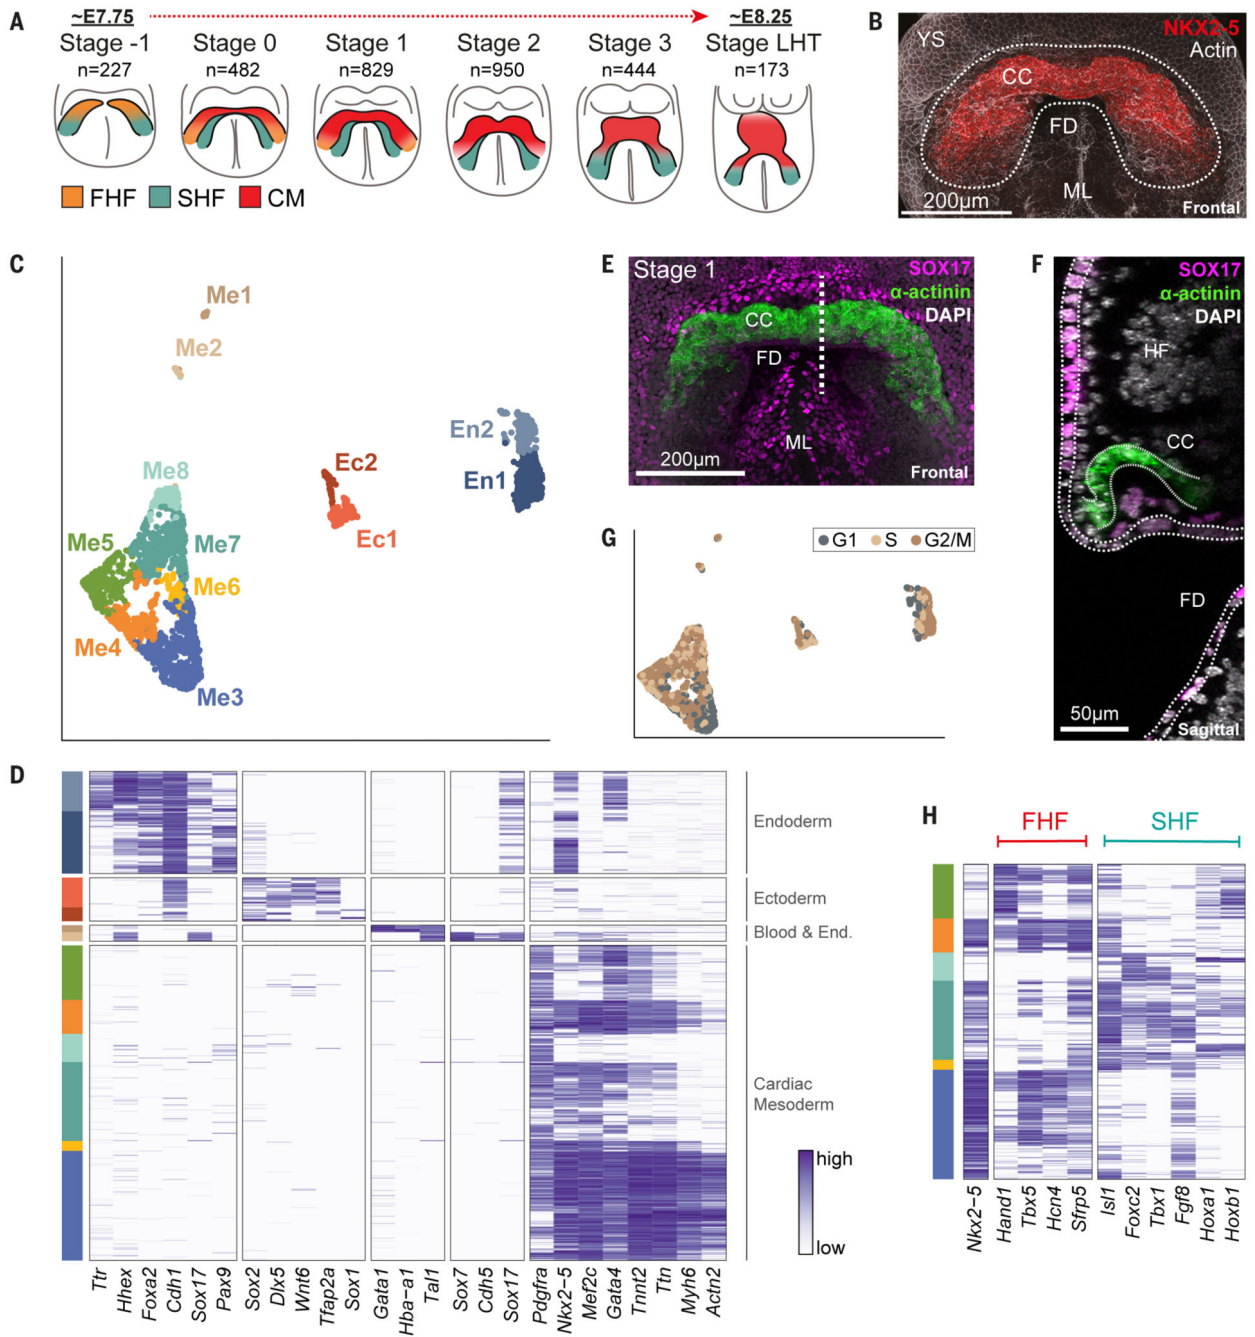 A
~E7.75
~E8.25
Stage -1
Stage 0
Stage 1
Stage 2
Stage 3
Stage LHT
n=227
n=482
n=829
n=950
n=444
n=173
FHF
SHF
CM
B
YS
NKX2-5
Actin
CC
FD
ML
200µm
Frontal
C
Me1
Me2
En2
En1
Ec2
Ec1
Me8
Me7
Me5
Me6
Me4
Me3
E
Stage 1
SOX17
α-actinin
DAPI
CC
FD
ML
200µm
Frontal
F
SOX17
α-actinin
DAPI
HF
CC
FD
50µm
Sagittal
G
G1
S
G2/M
D
Endoderm
Ectoderm
Blood & End.
Cardiac
Mesoderm
high
low
Ttr
Hhex
Foxa2
Cdh1
Sox17
Pax9
Sox2
Dlx5
Wnt6
Tfap2a
Sox1
Gata1
Hba-a1
Tal1
Sox7
Cdh5
Sox17
Pdgfra
Nkx2-5
Mef2c
Gata4
Tnnt2
Ttn
Myh6
Actn2
H
FHF
SHF
Nkx2-5
Hand1
Tbx5
Hcn4
Sfrp5
Isl1
Foxc2
Tbx1
Fgf8
Hoxa1
Hoxb1